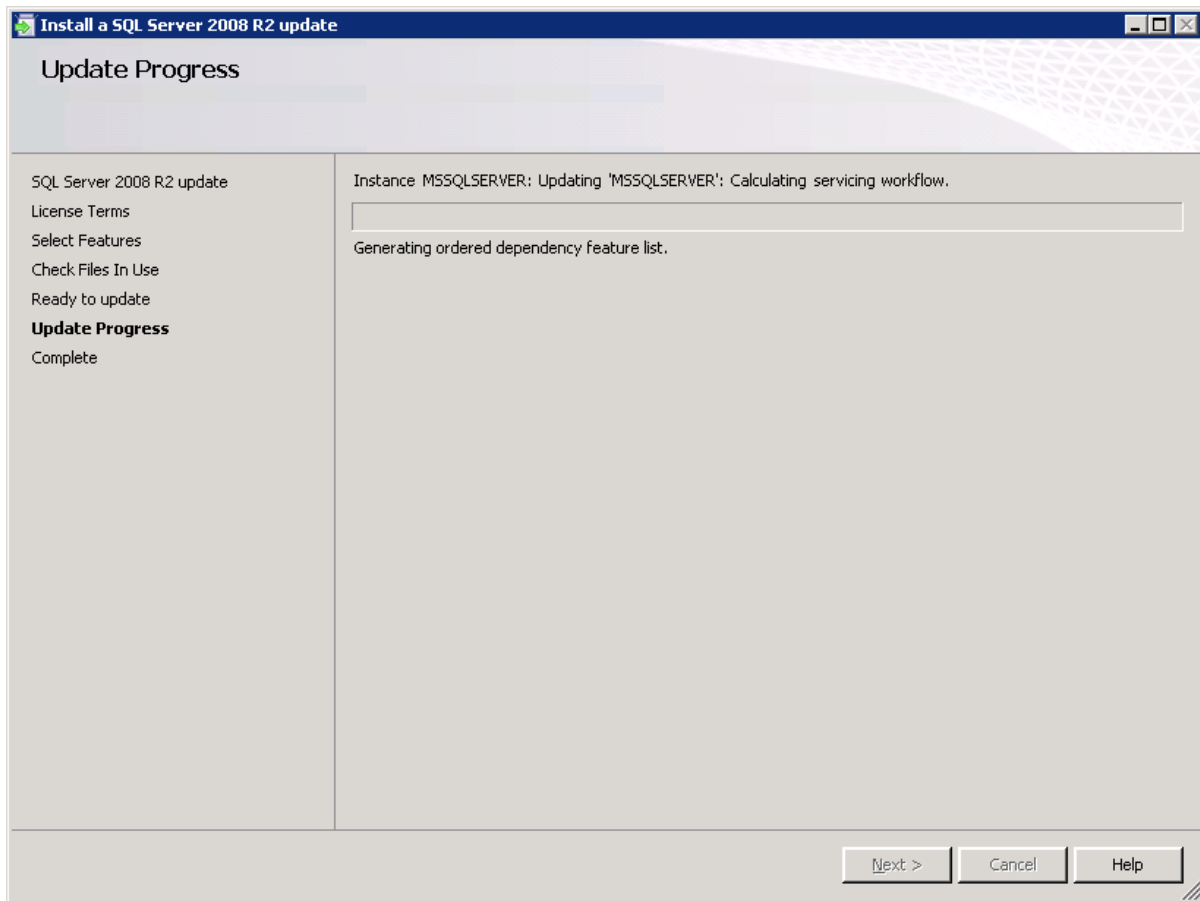 Install a SQL Server 2008 R2 update
Update Progress
SQL Server 2008 R2 update
License Terms
Select Features
Check Files In Use
Ready to update
Update Progress
Complete
Instance MSSQLSERVER: Updating 'MSSQLSERVER': Calculating servicing workflow.
Generating ordered dependency feature list.
Next >
Cancel
Help